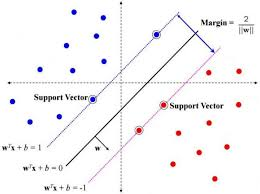 Margin = 2 / ||w||
Support Vector
Support Vector
w
wᵀx + b = 1
wᵀx + b = 0
wᵀx + b = -1